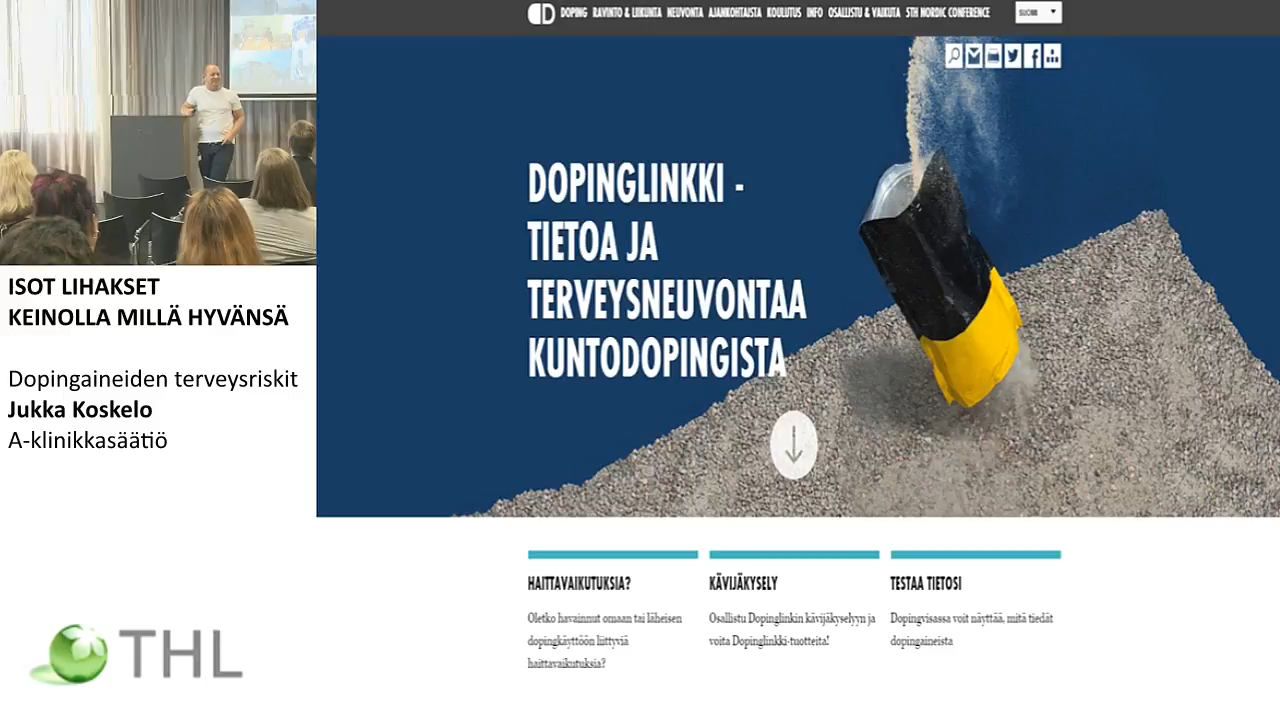 ISOT LIHAKSET
KEINOLLA MILLÄ HYVÄNSÄ
Dopingaineiden terveysriskit
Jukka Koskelo
A-klinikkasäätiö
THL
DOPING RAVINTO & LIIKUNTA NEUVONTA AJANKOHTAISTA KOULUTUS INFO OSALLISTU & VAIKUTA 5TH NORDIC CONFERENCE
SUOMI
DOPINGLINKKI -
TIETOA JA
TERVEYSNEUVONTAA
KUNTODOPINGISTA
HAITTAVAIKUTUKSIA?
Oletko havainnut omaan tai läheisen
dopingkäyttöön liittyviä
haittavaikutuksia?
KÄVIJÄKYSELY
Osallistu Dopinglinkin kävijäkyselyyn ja
voita Dopinglinkki-tuotteita!
TESTAA TIETOSI
Dopingvisassa voit näyttää, mitä tiedät
dopingaineista